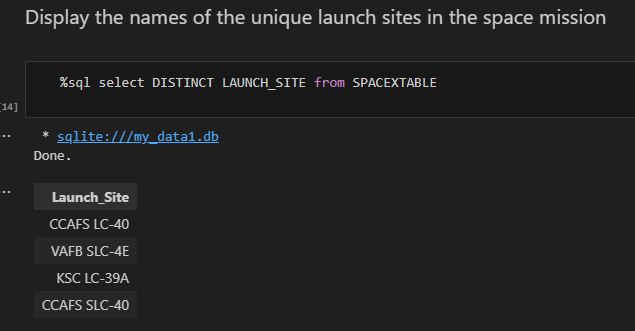 Display the names of the unique launch sites in the space mission
%sql select DISTINCT LAUNCH_SITE from SPACEXTABLE
[14]
...
* sqlite:///my_data1.db
Done.
...
Launch_Site
CCAFS LC-40
VAFB SLC-4E
KSC LC-39A
CCAFS SLC-40